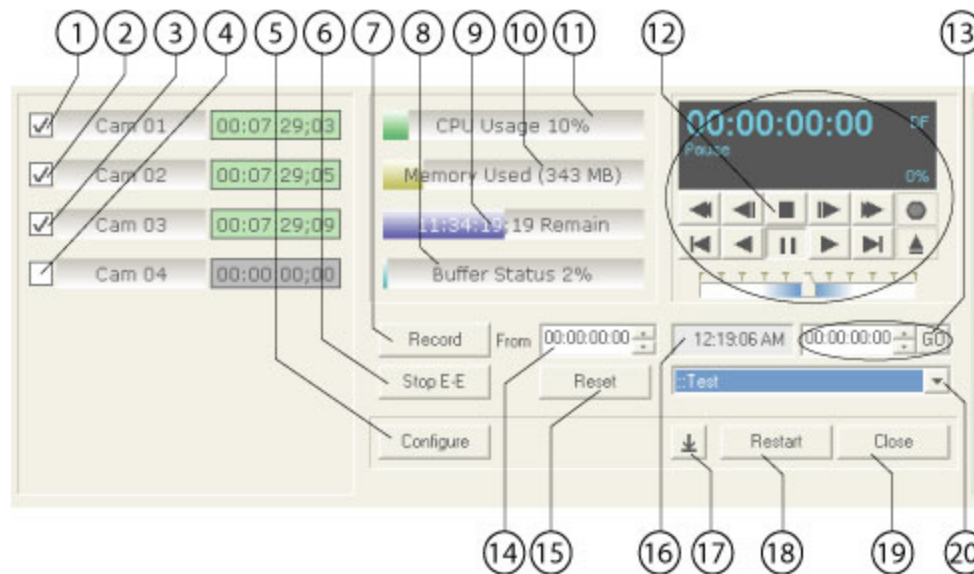 1 2 3 4 5 6 7 8 9 10 11 12 13
Cam 01 00:07:29;03 CPU Usage 10% 00:00:00:00 DF
Pause
Cam 02 00:07:29;05 Memory Used (343 MB) 0%
Cam 03 00:07:29;09 11:34:19;19 Remain
Cam 04 00:00:00;00 Buffer Status 2%
Record From 00:00:00:00 12:19:06 AM 00:00:00:00 GO
Stop E-E Reset ::Test
Configure Restart Close
14 15 16 17 18 19 20